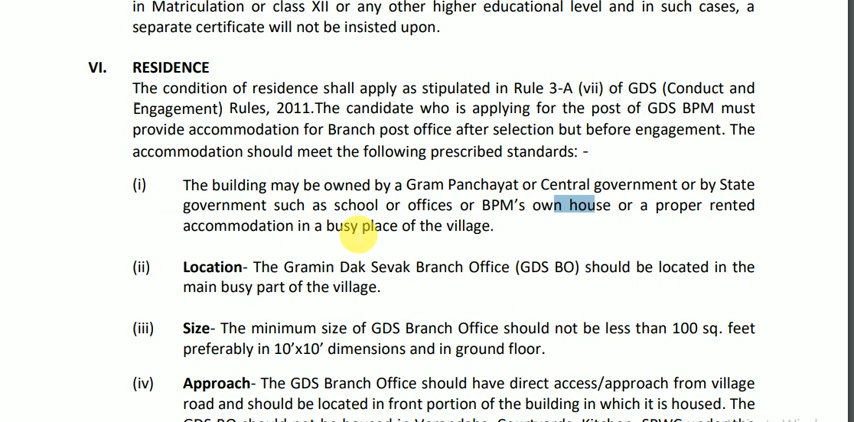 in Matriculation or class XII or any other higher educational level and in such cases, a
separate certificate will not be insisted upon.
VI. RESIDENCE
The condition of residence shall apply as stipulated in Rule 3-A (vii) of GDS (Conduct and
Engagement) Rules, 2011.The candidate who is applying for the post of GDS BPM must
provide accommodation for Branch post office after selection but before engagement. The
accommodation should meet the following prescribed standards: -
(i) The building may be owned by a Gram Panchayat or Central government or by State
government such as school or offices or BPM's own house or a proper rented
accommodation in a busy place of the village.
(ii) Location- The Gramin Dak Sevak Branch Office (GDS BO) should be located in the
main busy part of the village.
(iii) Size- The minimum size of GDS Branch Office should not be less than 100 sq. feet
preferably in 10'x10' dimensions and in ground floor.
(iv) Approach- The GDS Branch Office should have direct access/approach from village
road and should be located in front portion of the building in which it is housed. The